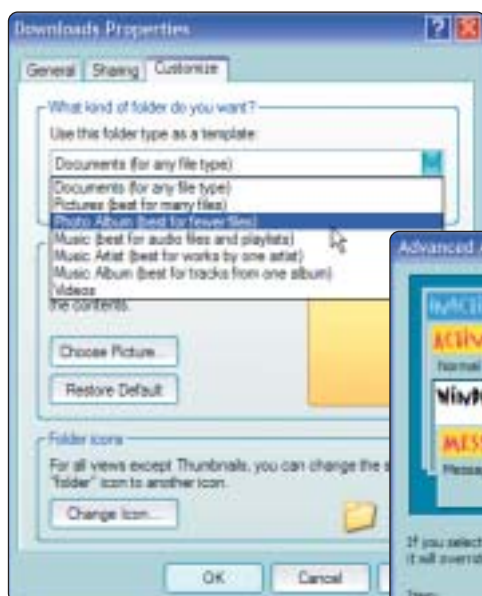 Downloads Properties
General Sharing Customize
What kind of folder do you want?
Use this folder type as a template:
Documents (for any file type)
Documents (for any file type)
Pictures (best for many files)
Photo Album (best for fewer files)
Music (best for audio files and playlists)
Music Artist (best for works by one artist)
Music Album (best for tracks from one album)
Videos
the contents.
Choose Picture...
Restore Default
Folder icons
For all views except Thumbnails, you can change the
"folder" icon to another icon.
Change Icon...
OK Cancel
Advanced
Normal
MESS
Messag
If you select
it will overrid
Item: